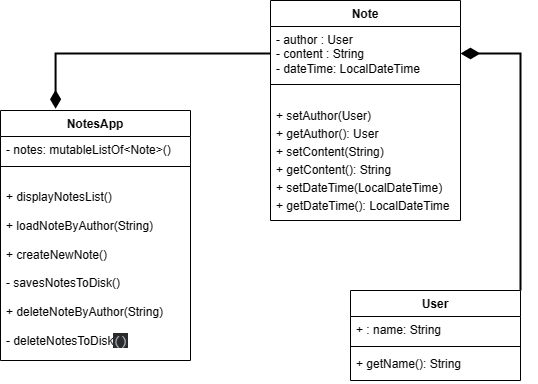 Note
- author : User
- content : String
- dateTime: LocalDateTime
+ setAuthor(User)
+ getAuthor(): User
+ setContent(String)
+ getContent(): String
+ setDateTime(LocalDateTime)
+ getDateTime(): LocalDateTime
NotesApp
- notes: mutableListOf<Note>()
+ displayNotesList()
+ loadNoteByAuthor(String)
+ createNewNote()
- savesNotesToDisk()
+ deleteNoteByAuthor(String)
- deleteNotesToDisk()
User
+ : name: String
+ getName(): String